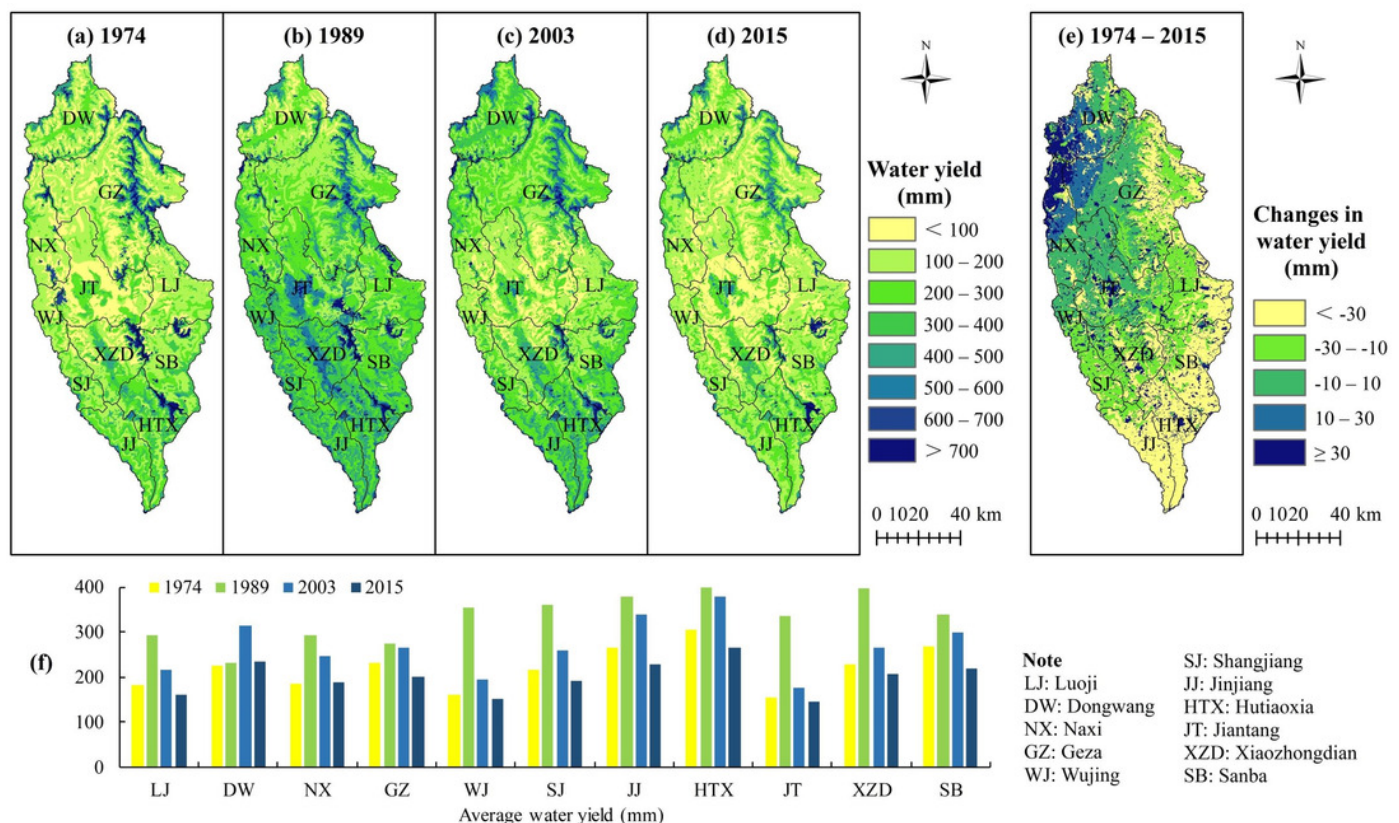 (a) 1974
(b) 1989
(c) 2003
(d) 2015
(e) 1974 – 2015
N
N
DW
GZ
NX
JT
LJ
WJ
XZD
SB
SJ
HTX
JJ
DW
GZ
NX
JT
LJ
WJ
XZD
SB
SJ
HTX
JJ
DW
GZ
NX
JT
LJ
WJ
XZD
SB
SJ
HTX
JJ
DW
GZ
NX
JT
LJ
WJ
XZD
SB
SJ
HTX
JJ
DW
GZ
NX
JT
LJ
WJ
XZD
SB
SJ
HTX
JJ
Water yield
(mm)
< 100
100 – 200
200 – 300
300 – 400
400 – 500
500 – 600
600 – 700
> 700
0 1020 40 km
Changes in
water yield
(mm)
< -30
-30 – -10
-10 – 10
10 – 30
≥ 30
0 1020 40 km
(f)
1974 1989 2003 2015
400
300
200
100
0
LJ DW NX GZ WJ SJ JJ HTX JT XZD SB
Average water yield (mm)
Note
LJ: Luoji
DW: Dongwang
NX: Naxi
GZ: Geza
WJ: Wujing
SJ: Shangjiang
JJ: Jinjiang
HTX: Hutiaoxia
JT: Jiantang
XZD: Xiaozhongdian
SB: Sanba